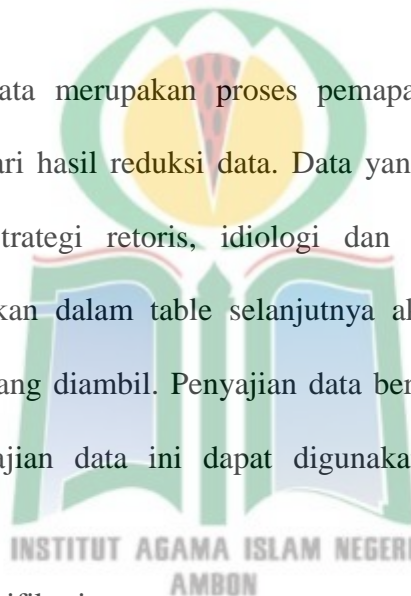 ata merupakan proses pemapa
ari hasil reduksi data. Data yan
trategi retoris, idiologi dan
kan dalam table selanjutnya a
ang diambil. Penyajian data ber
ajian data ini dapat digunaka
INSTITUT AGAMA ISLAM NEGERI
AMBON